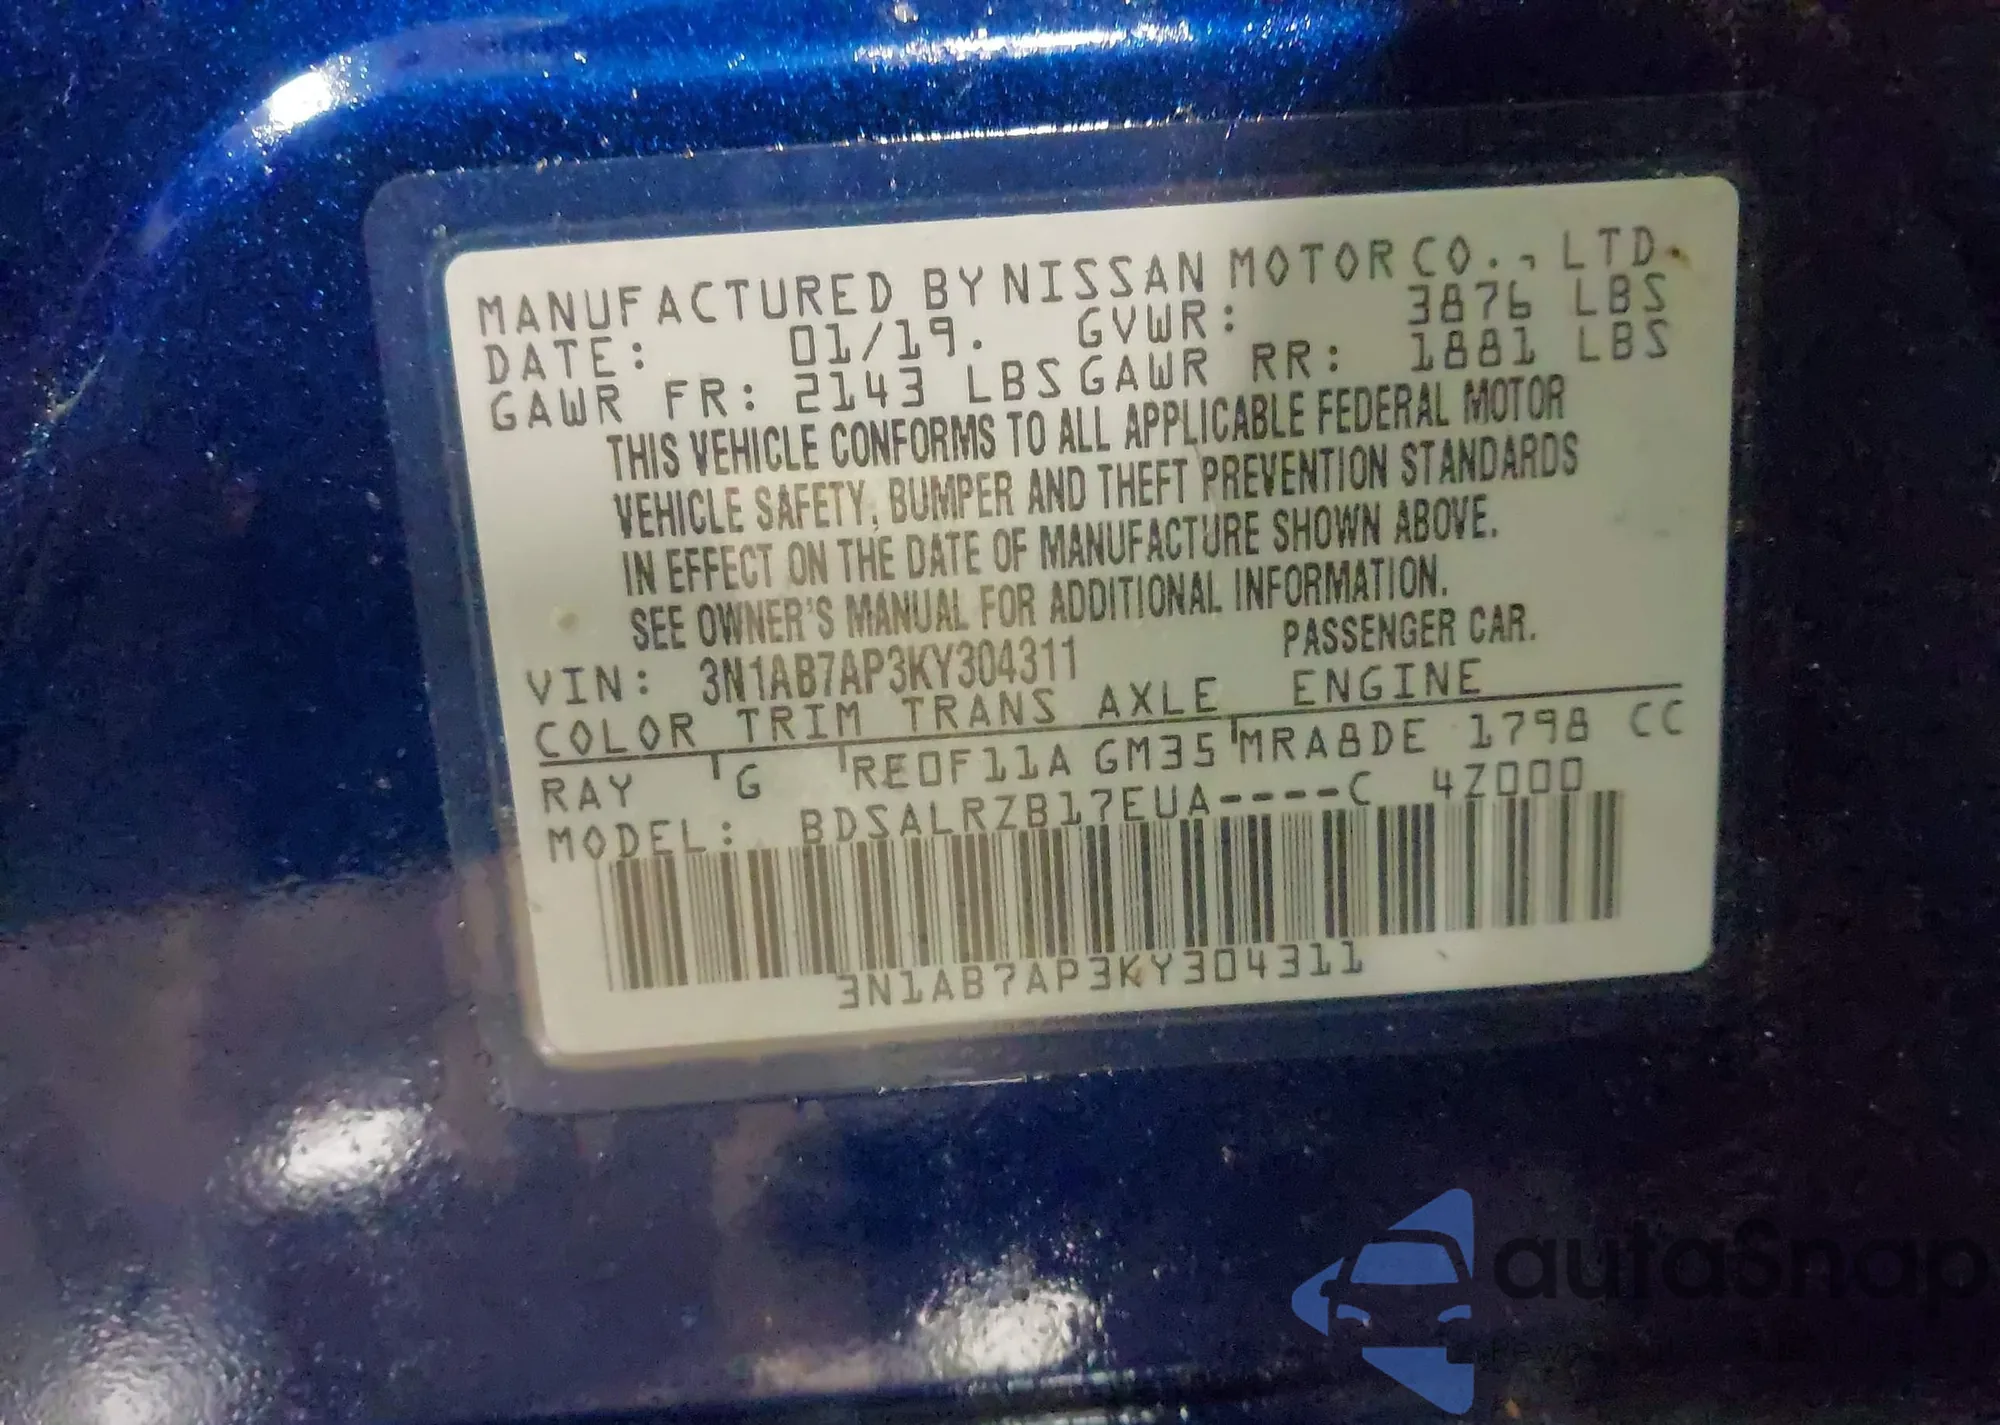 MANUFACTURED BY NISSAN MOTOR CO., LTD.
DATE: 01/19. GVWR: 3876 LBS
GAWR FR: 2143 LBS GAWR RR: 1881 LBS
THIS VEHICLE CONFORMS TO ALL APPLICABLE FEDERAL MOTOR
VEHICLE SAFETY, BUMPER AND THEFT PREVENTION STANDARDS
IN EFFECT ON THE DATE OF MANUFACTURE SHOWN ABOVE.
SEE OWNER'S MANUAL FOR ADDITIONAL INFORMATION.
VIN: 3N1AB7AP3KY304311 PASSENGER CAR.
COLOR TRIM TRANS AXLE ENGINE
RAY G RE0F11A GM35 MRA8DE 1798 CC
MODEL: BDSALRZB17EUA----C 4Z000
3N1AB7AP3KY304311
autaSnap